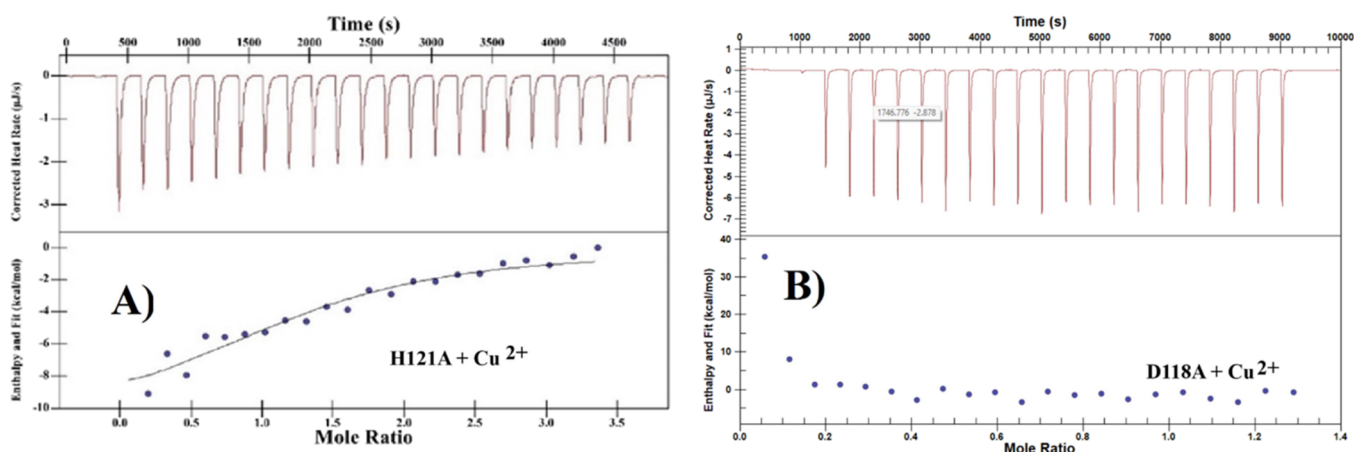 Time (s)
0 500 1000 1500 2000 2500 3000 3500 4000 4500
Corrected Heat Rate (μJ/s)
0
-1
-2
-3
Enthalpy and Fit (kcal/mol)
0
-2
-4
-6
-8
-10
A)
H121A + Cu 2+
0.0 0.5 1.0 1.5 2.0 2.5 3.0 3.5
Mole Ratio
Time (s)
0 1000 2000 3000 4000 5000 6000 7000 8000 9000 10000
Corrected Heat Rate (μJ/s)
1
0
-1
-2
-3
-4
-5
-6
-7
1746.776 -2.878
Enthalpy and Fit (kcal/mol)
40
30
20
10
0
B)
D118A + Cu2+
0.0 0.2 0.4 0.6 0.8 1.0 1.2 1.4
Mole Ratio